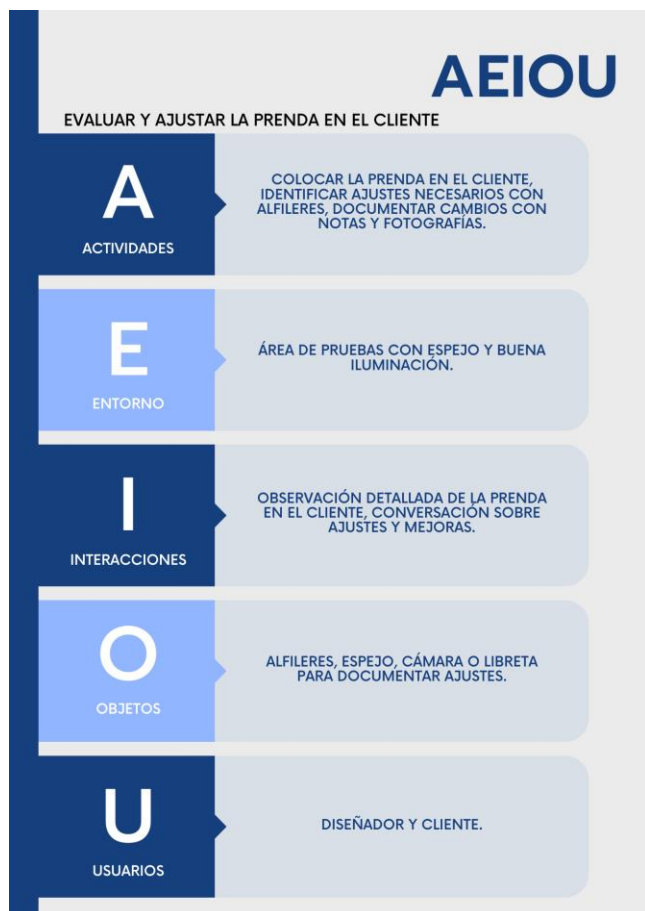 AEIOU
EVALUAR Y AJUSTAR LA PRENDA EN EL CLIENTE
A
ACTIVIDADES
COLOCAR LA PRENDA EN EL CLIENTE,
IDENTIFICAR AJUSTES NECESARIOS CON
ALFILERES, DOCUMENTAR CAMBIOS CON
NOTAS Y FOTOGRAFÍAS.
E
ENTORNO
ÁREA DE PRUEBAS CON ESPEJO Y BUENA
ILUMINACIÓN.
I
INTERACCIONES
OBSERVACIÓN DETALLADA DE LA PRENDA
EN EL CLIENTE, CONVERSACIÓN SOBRE
AJUSTES Y MEJORAS.
O
OBJETOS
ALFILERES, ESPEJO, CÁMARA O LIBRETA
PARA DOCUMENTAR AJUSTES.
U
USUARIOS
DISEÑADOR Y CLIENTE.